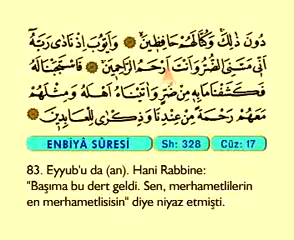 دُونَ ذٰلِكَ وَكُنَّا لَهُمْ حَافِظِينَ ۞ وَاَيُّوبَ اِذْ نَادٰى رَبَّهُٓ
اَنّ۪ى مَسَّنِىَ الضُّرُّ وَاَنْتَ اَرْحَمُ الرَّاحِم۪ينَ ۞ فَاسْتَجَبْنَا لَهُ
فَكَشَفْنَا مَابِه۪ مِنْ ضُرٍّ وَاٰتَيْنَاهُ اَهْلَهُ وَمِثْلَهُمْ
مَعَهُمْ رَحْمَةً مِنْ عِنْدِنَا وَذِكْرٰى لِلْعَابِد۪ينَ ۞
ENBİYÂ SÛRESİ Sh: 328 Cüz: 17
83. Eyyub'u da (an). Hani Rabbine:
"Başıma bu dert geldi. Sen, merhametlilerin
en merhametlisisin" diye niyaz etmişti.